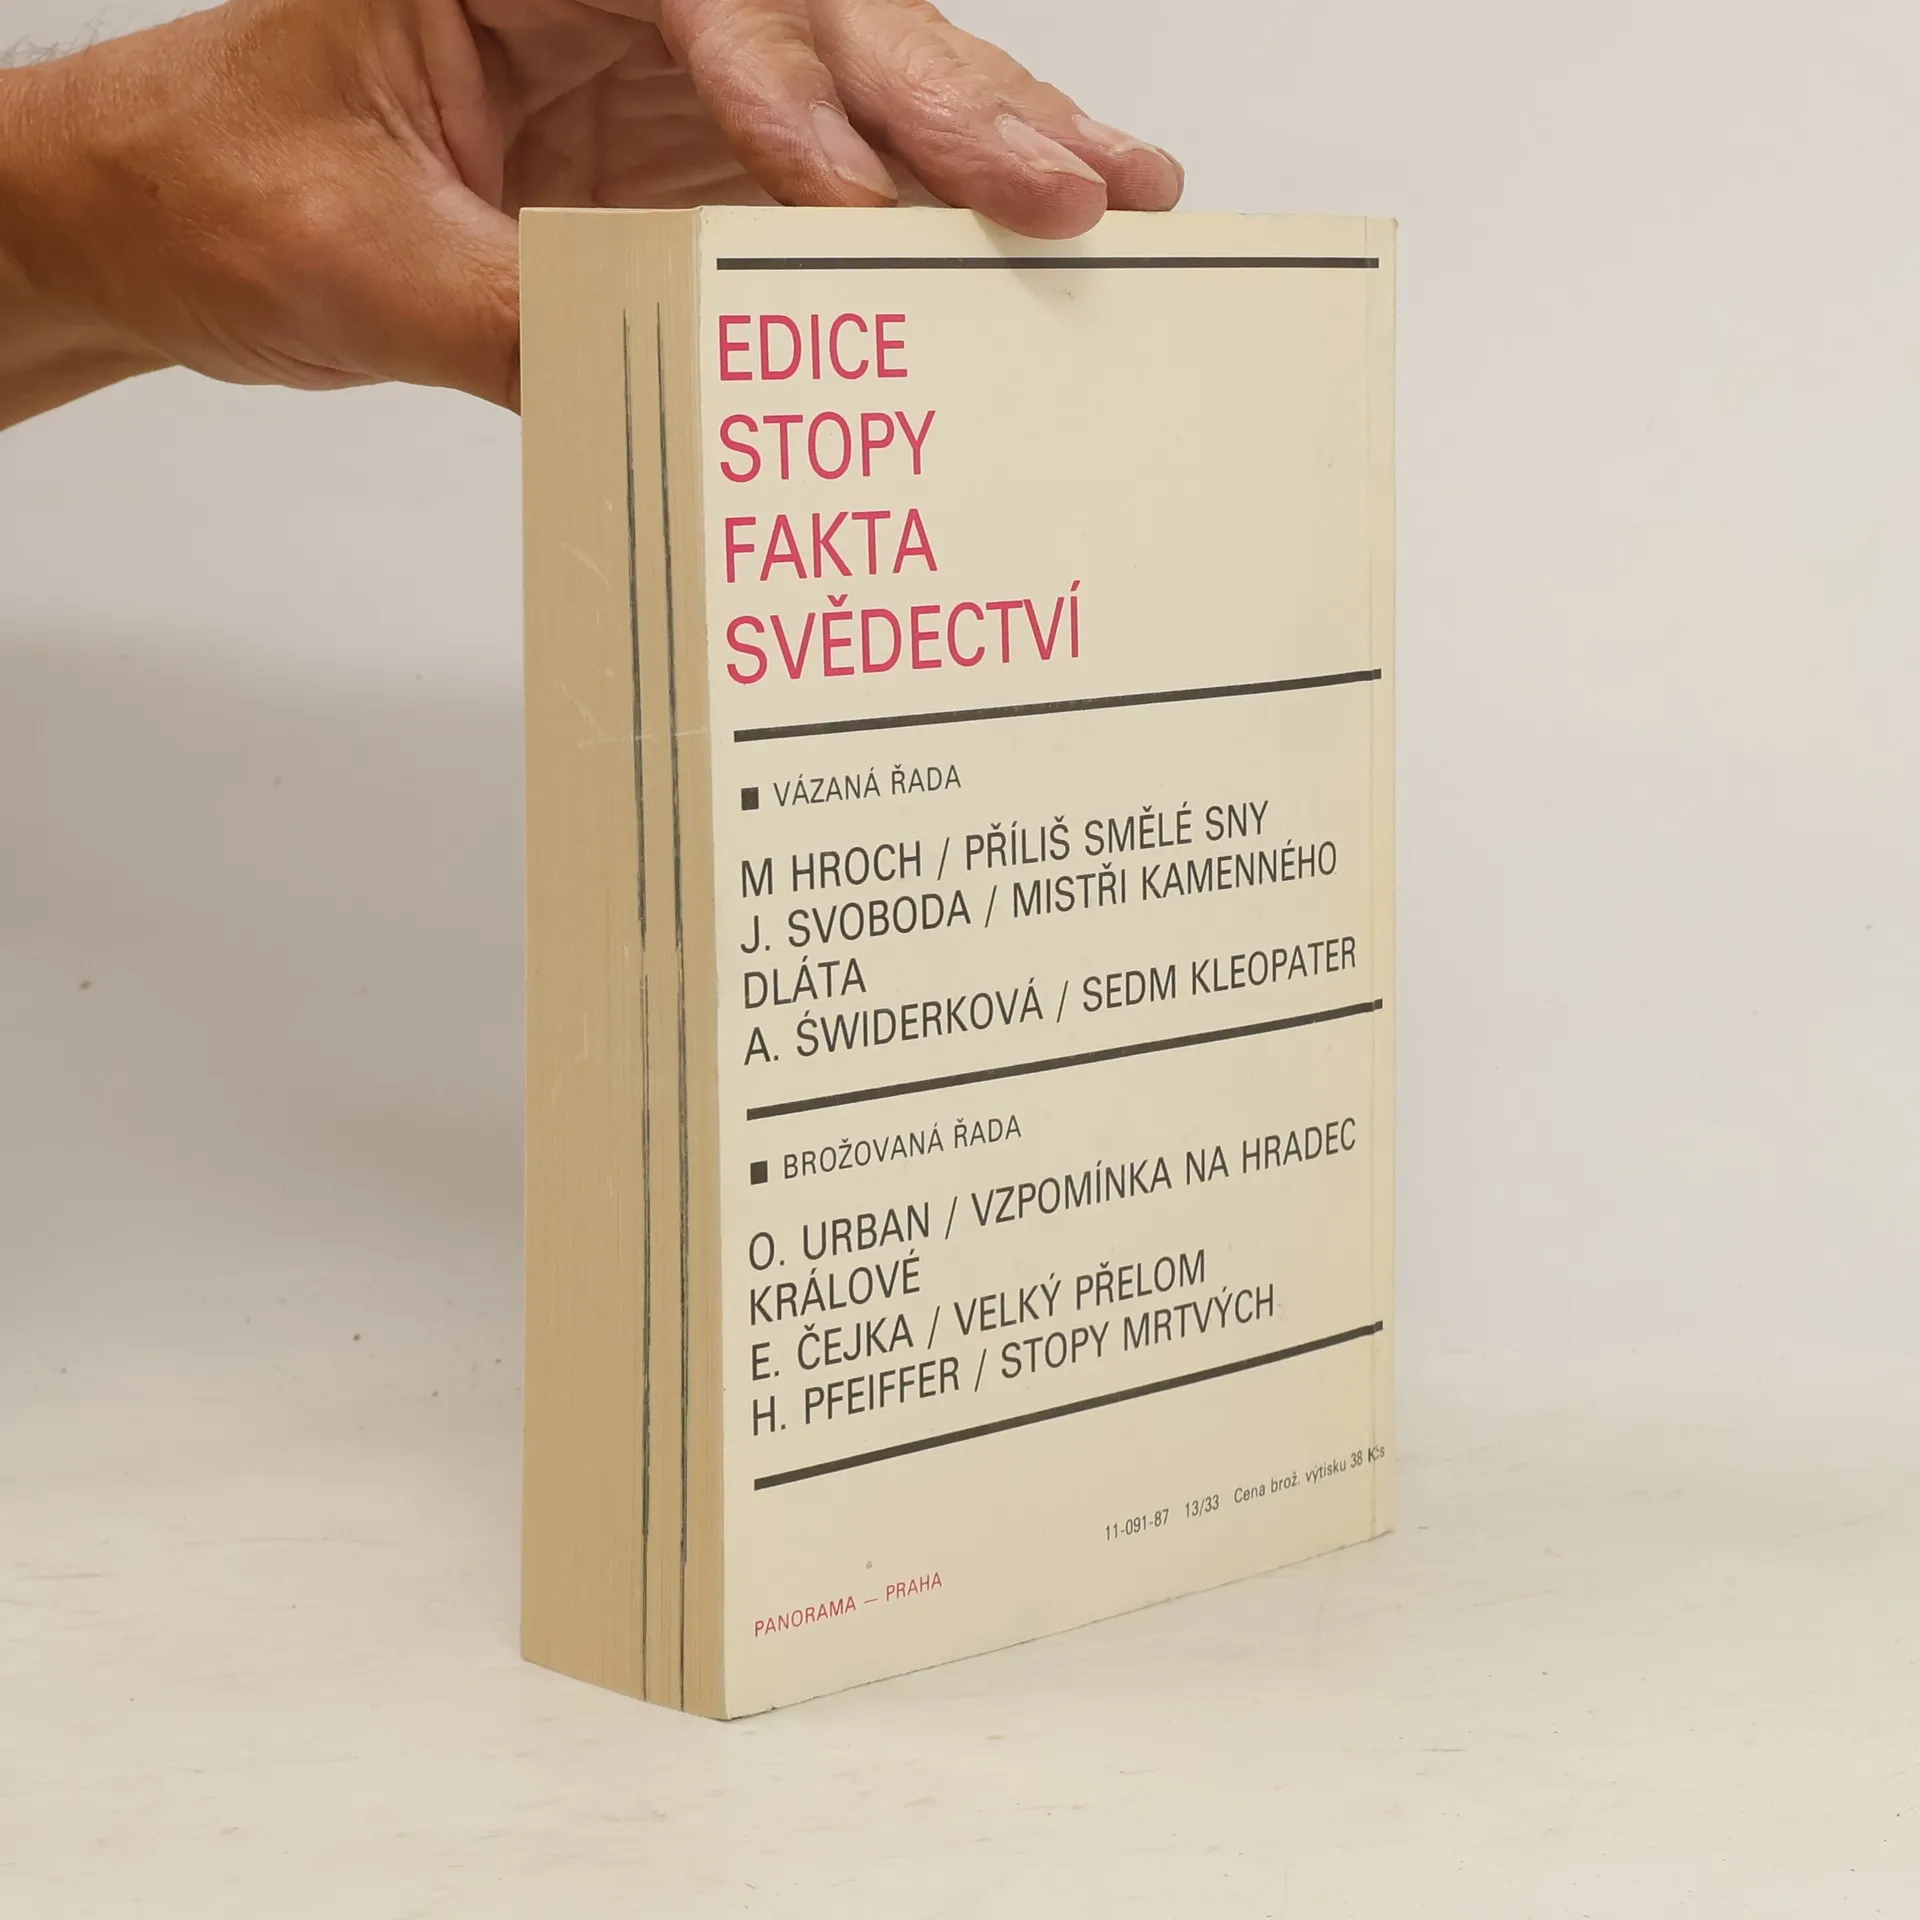 EDICE
STOPY
FAKTA
SVĚDECTVÍ
■ VÁZANÁ ŘADA
M HROCH / PŘÍLIŠ SMĚLÉ SNY
J. SVOBODA / MISTŘI KAMENNÉHO
DLÁTA
A. ŚWIDERKOVÁ / SEDM KLEOPATER
■ BROŽOVANÁ ŘADA
O. URBAN / VZPOMÍNKA NA HRADEC
KRÁLOVÉ
E. ČEJKA / VELKÝ PŘELOM
H. PFEIFFER / STOPY MRTVÝCH
11-091-87 13/33 Cena brož. výtisku 38 Kčs
PANORAMA — PRAHA